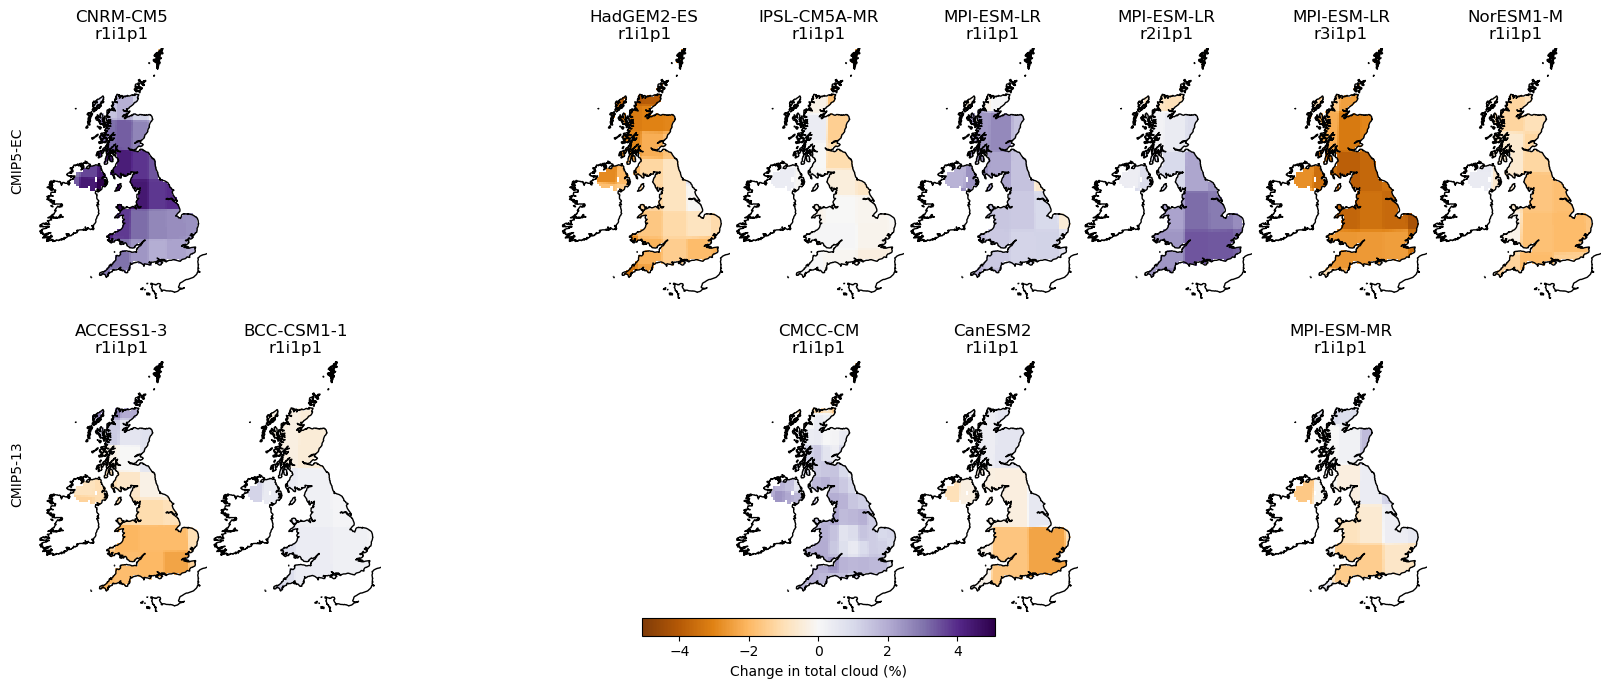 CNRM-CM5
r1i1p1
HadGEM2-ES
r1i1p1
IPSL-CM5A-MR
r1i1p1
MPI-ESM-LR
r1i1p1
MPI-ESM-LR
r2i1p1
MPI-ESM-LR
r3i1p1
NorESM1-M
r1i1p1
CMIP5-EC
ACCESS1-3
r1i1p1
BCC-CSM1-1
r1i1p1
CMCC-CM
r1i1p1
CanESM2
r1i1p1
MPI-ESM-MR
r1i1p1
CMIP5-13
−4 −2 0 2 4
Change in total cloud (%)